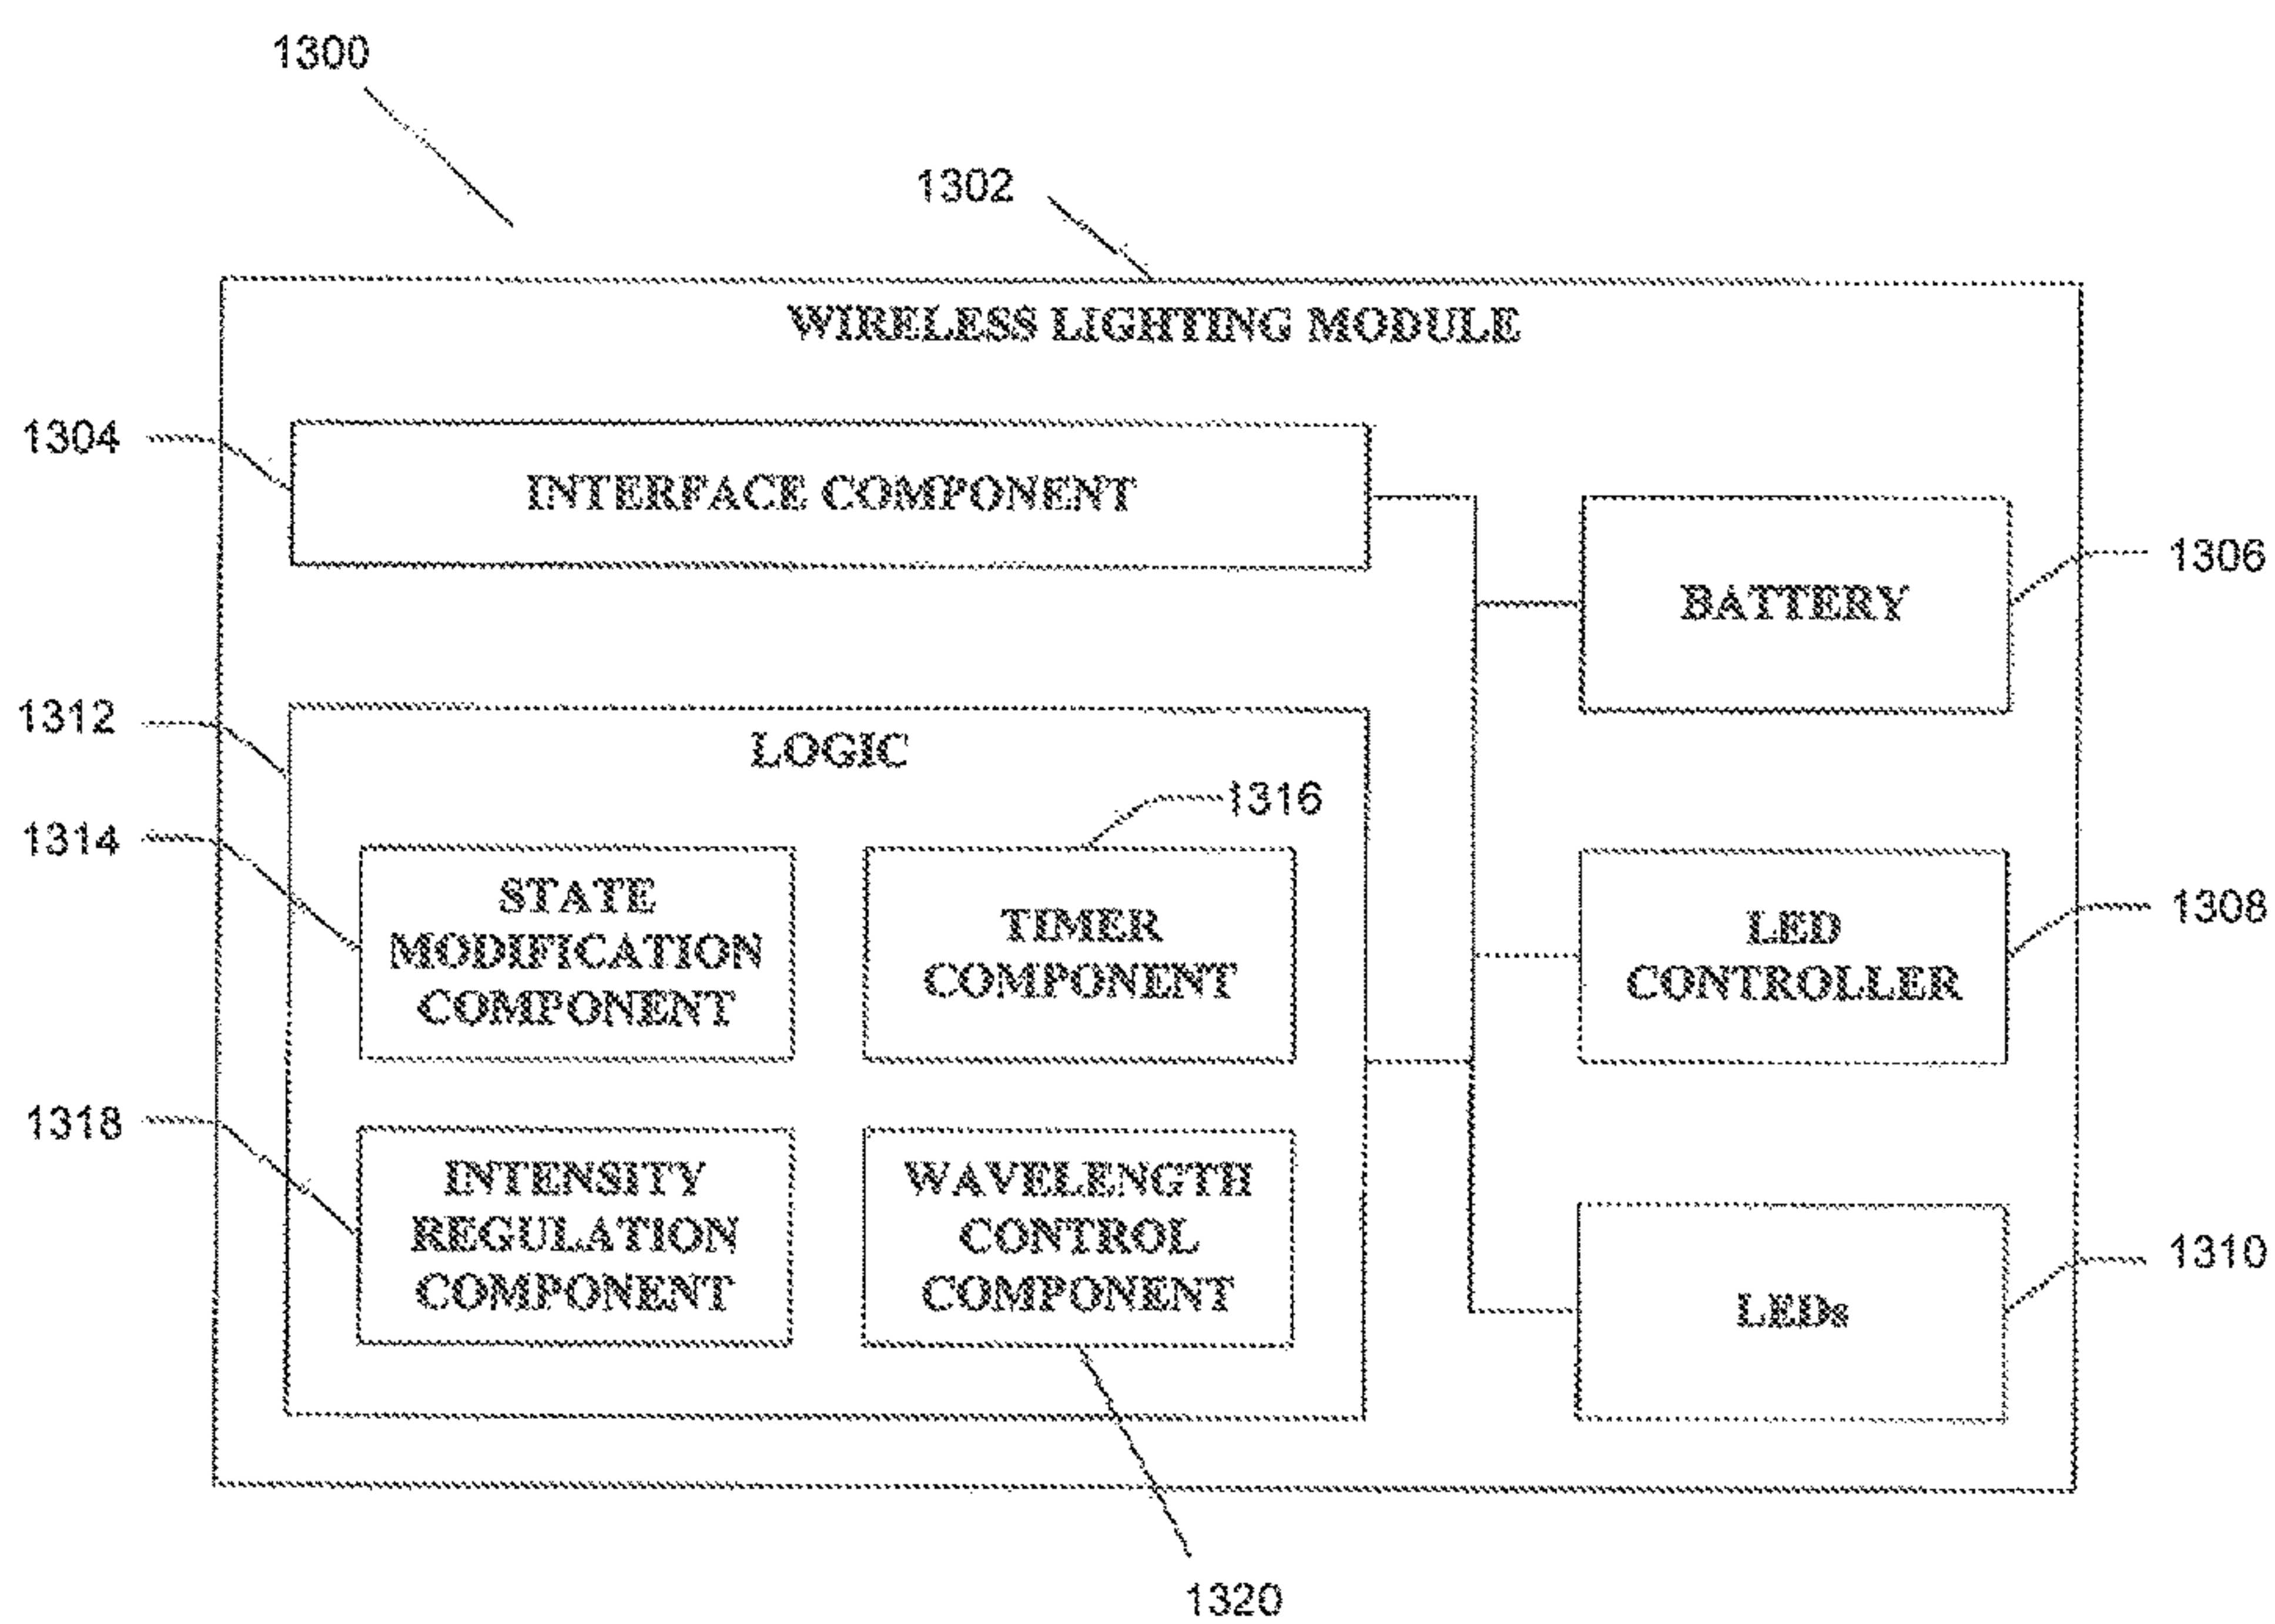 1300
1302
WIRELESS LIGHTING MODULE
1304
INTERFACE COMPONENT
1306
BATTERY
1312
LOGIC
1316
1314
STATE
MODIFICATION
COMPONENT
TIMER
COMPONENT
1308
LED
CONTROLLER
1318
INTENSITY
REGULATION
COMPONENT
WAVELENGTH
CONTROL
COMPONENT
1310
LEDs
1320